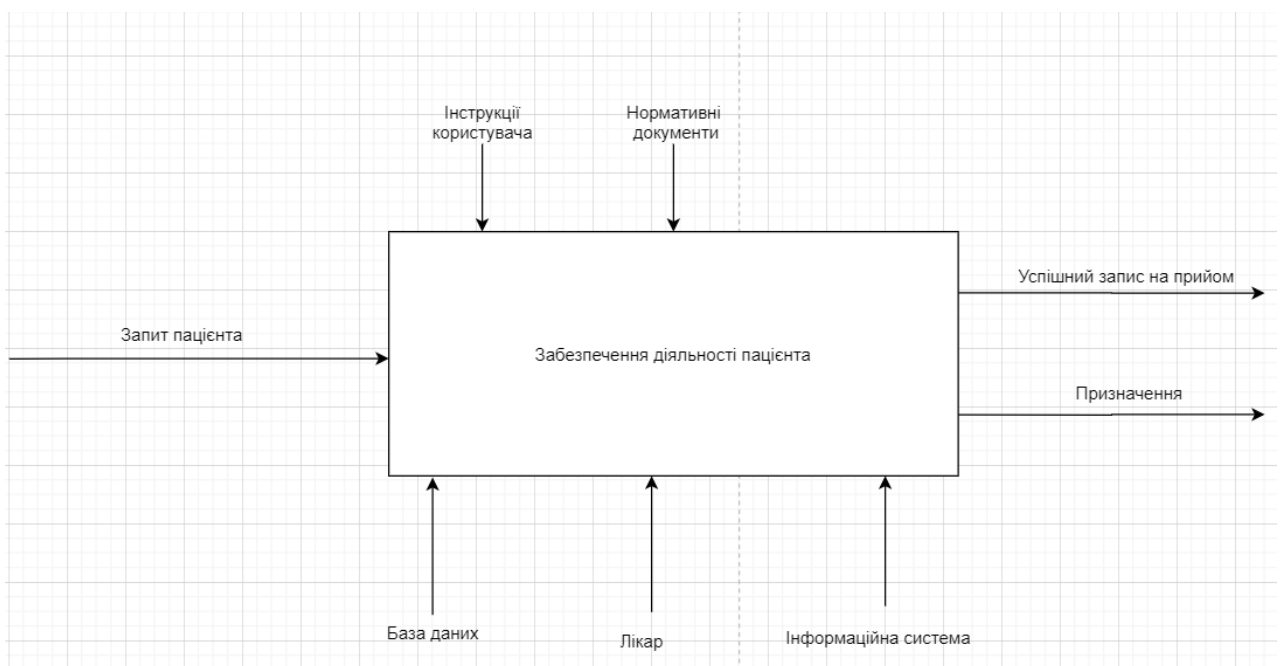 Інструкції
користувача
Нормативні
документи
Успішний запис на прийом
Запит пацієнта
Забезпечення діяльності пацієнта
Призначення
База даних
Лікар
Інформаційна система